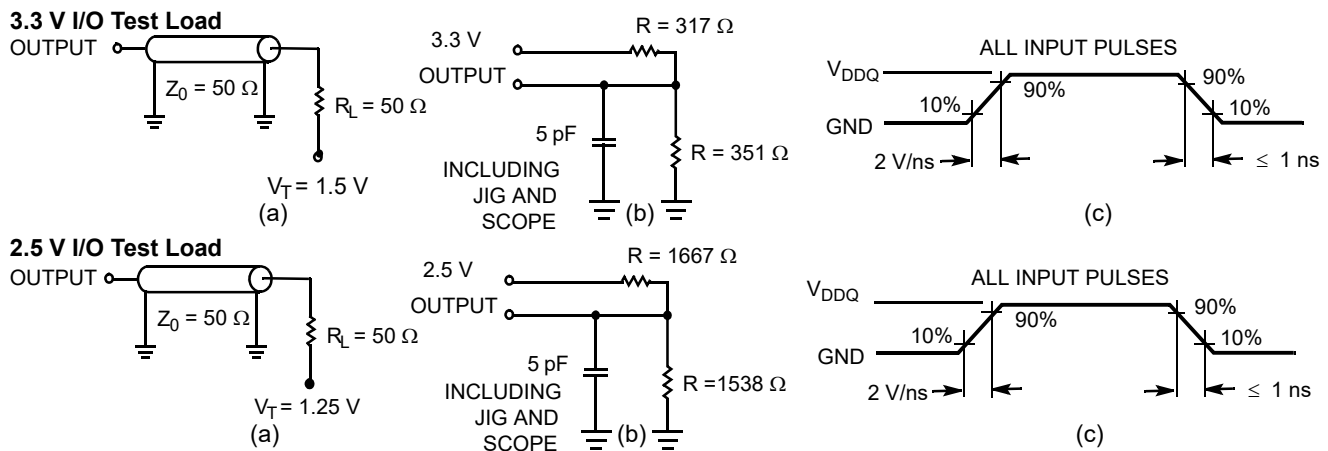 3.3 V I/O Test Load
OUTPUT
Z0 = 50 Ω
RL = 50 Ω
VT = 1.5 V
(a)
3.3 V
OUTPUT
R = 317 Ω
5 pF
R = 351 Ω
INCLUDING
JIG AND
SCOPE
(b)
ALL INPUT PULSES
VDDQ
GND
10%
90%
90%
10%
2 V/ns
≤ 1 ns
(c)
2.5 V I/O Test Load
OUTPUT
Z0 = 50 Ω
RL = 50 Ω
VT = 1.25 V
(a)
2.5 V
OUTPUT
R = 1667 Ω
5 pF
R =1538 Ω
INCLUDING
JIG AND
SCOPE
(b)
ALL INPUT PULSES
VDDQ
GND
10%
90%
90%
10%
2 V/ns
≤ 1 ns
(c)